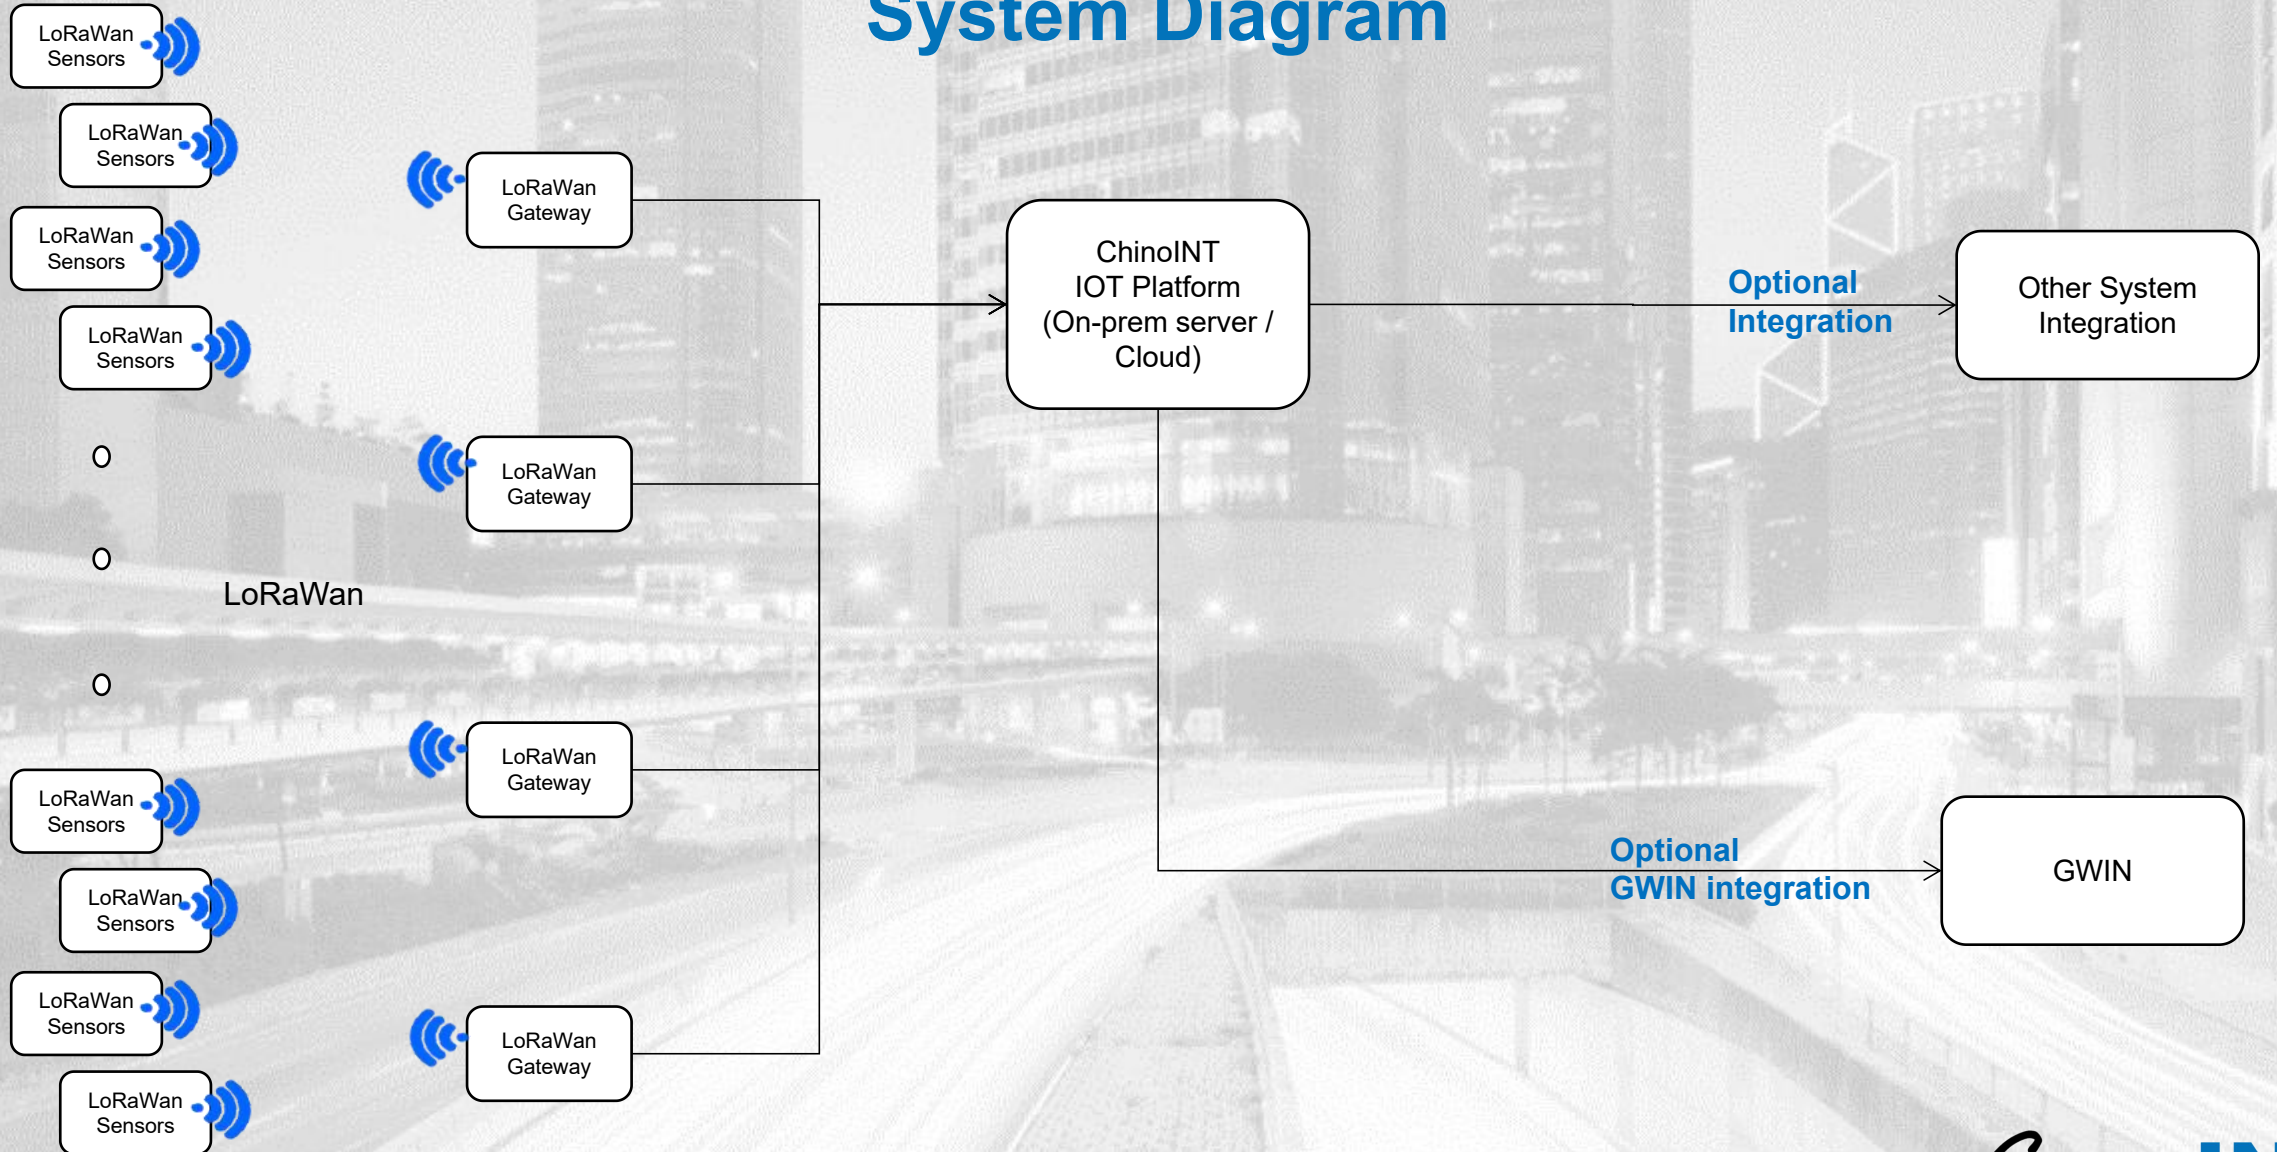 System Diagram
LoRaWan
Sensors
LoRaWan
Sensors
LoRaWan
Sensors
LoRaWan
Sensors
LoRaWan
LoRaWan
Sensors
LoRaWan
Sensors
LoRaWan
Sensors
LoRaWan
Sensors
LoRaWan
Gateway
LoRaWan
Gateway
LoRaWan
Gateway
LoRaWan
Gateway
ChinoINT
IOT Platform
(On-prem server /
Cloud)
Optional
Integration
Other System
Integration
Optional
GWIN integration
GWIN